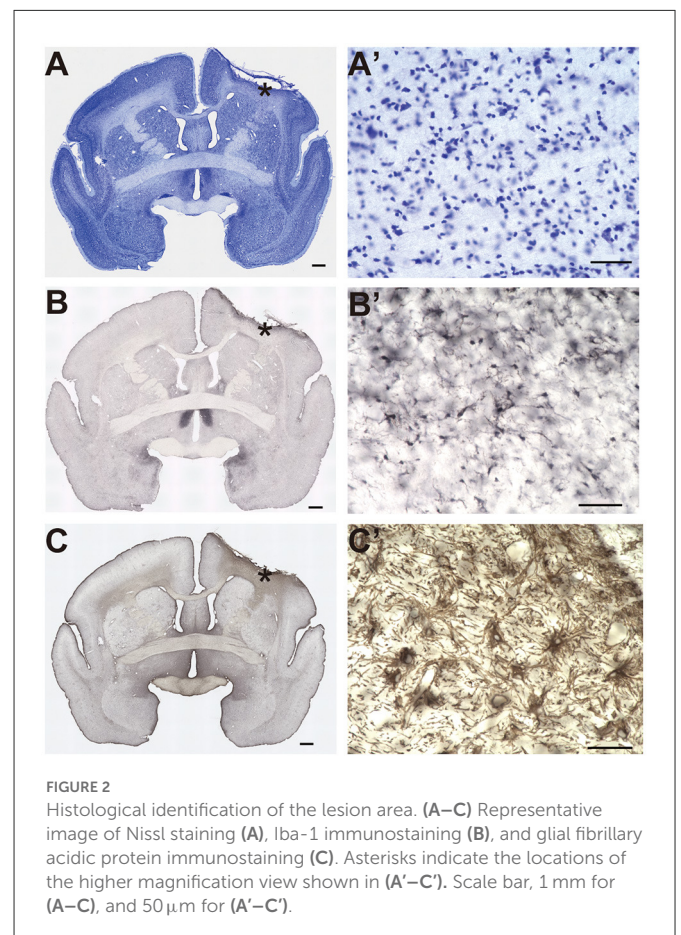 A
A’
*
B
B’
*
C
C’
*
FIGURE 2
Histological identification of the lesion area. (A–C) Representative
image of Nissl staining (A), Iba-1 immunostaining (B), and glial fibrillary
acidic protein immunostaining (C). Asterisks indicate the locations of
the higher magnification view shown in (A’–C’). Scale bar, 1 mm for
(A–C), and 50 μm for (A’–C’).